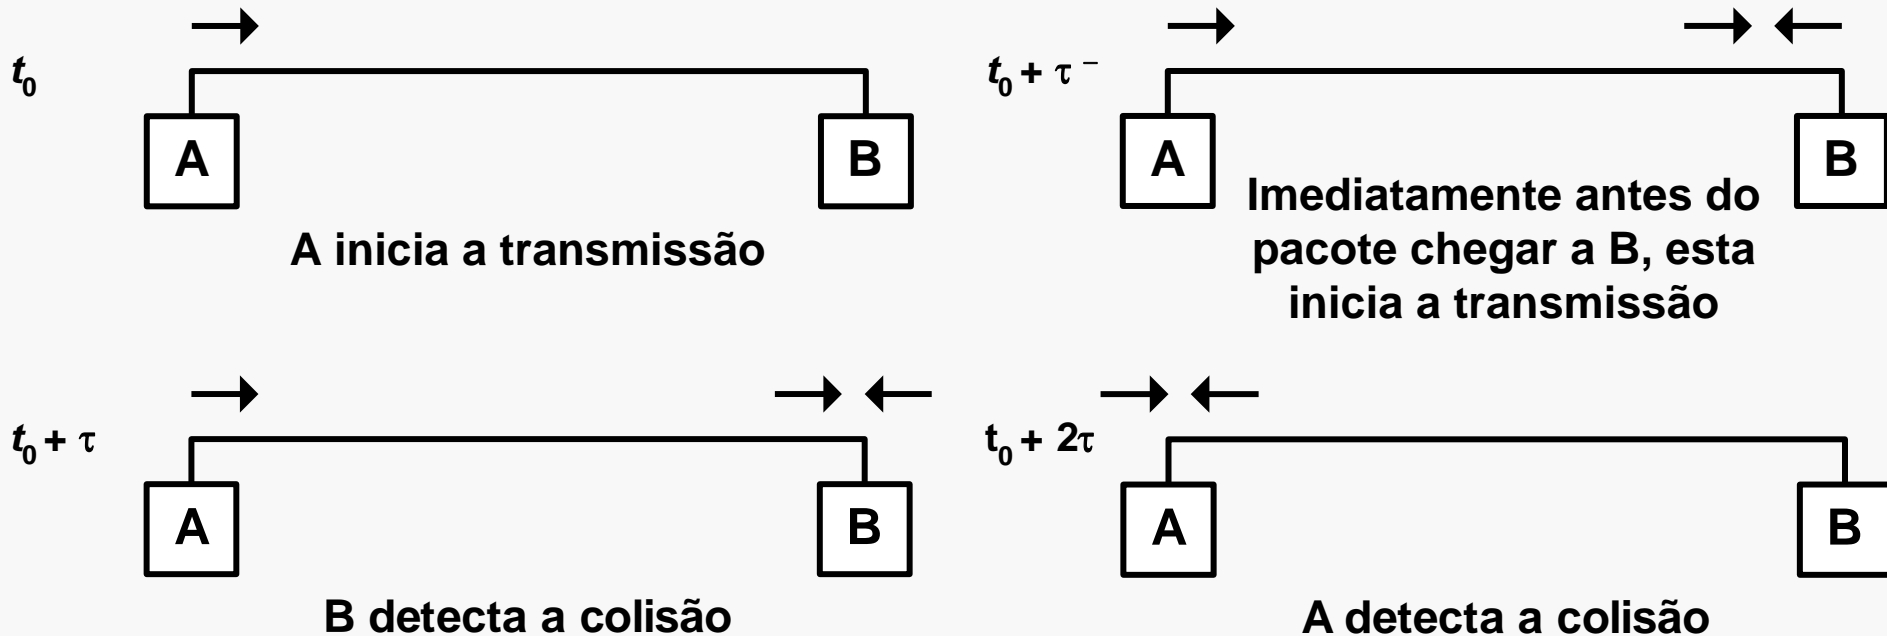 t0
A
B
A inicia a transmissão
t0 + τ −
A
B
Imediatamente antes do
pacote chegar a B, esta
inicia a transmissão
t0 + τ
A
B
B detecta a colisão
t0 + 2τ
A
B
A detecta a colisão